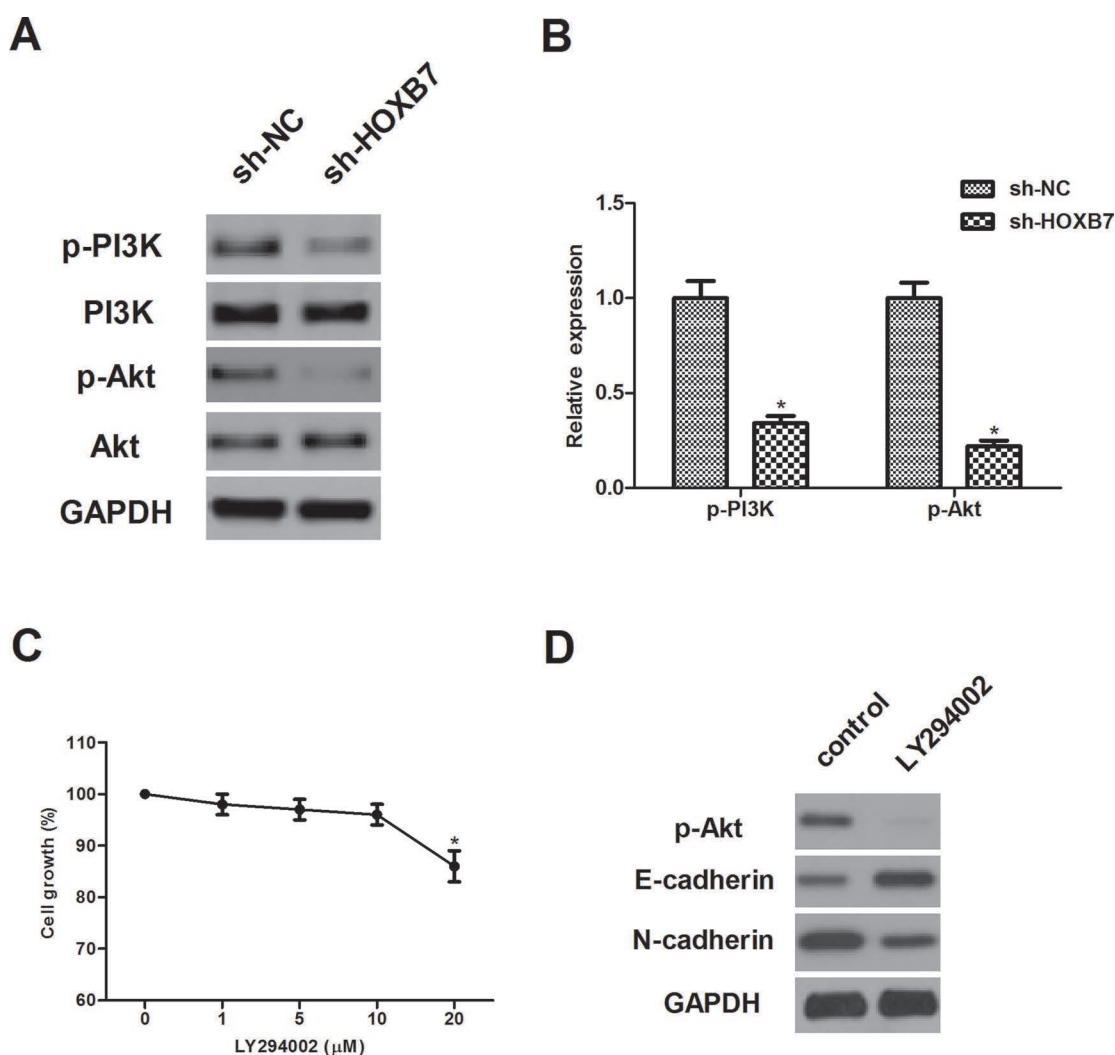 A
sh-NC
sh-HOXB7
p-PI3K
PI3K
p-Akt
Akt
GAPDH
B
sh-NC
sh-HOXB7
Relative expression
1.5
1.0
0.5
0.0
*
*
p-PI3K
p-Akt
C
Cell growth (%)
110
100
90
80
70
60
*
0 1 5 10 20
LY294002 (μM)
D
control
LY294002
p-Akt
E-cadherin
N-cadherin
GAPDH